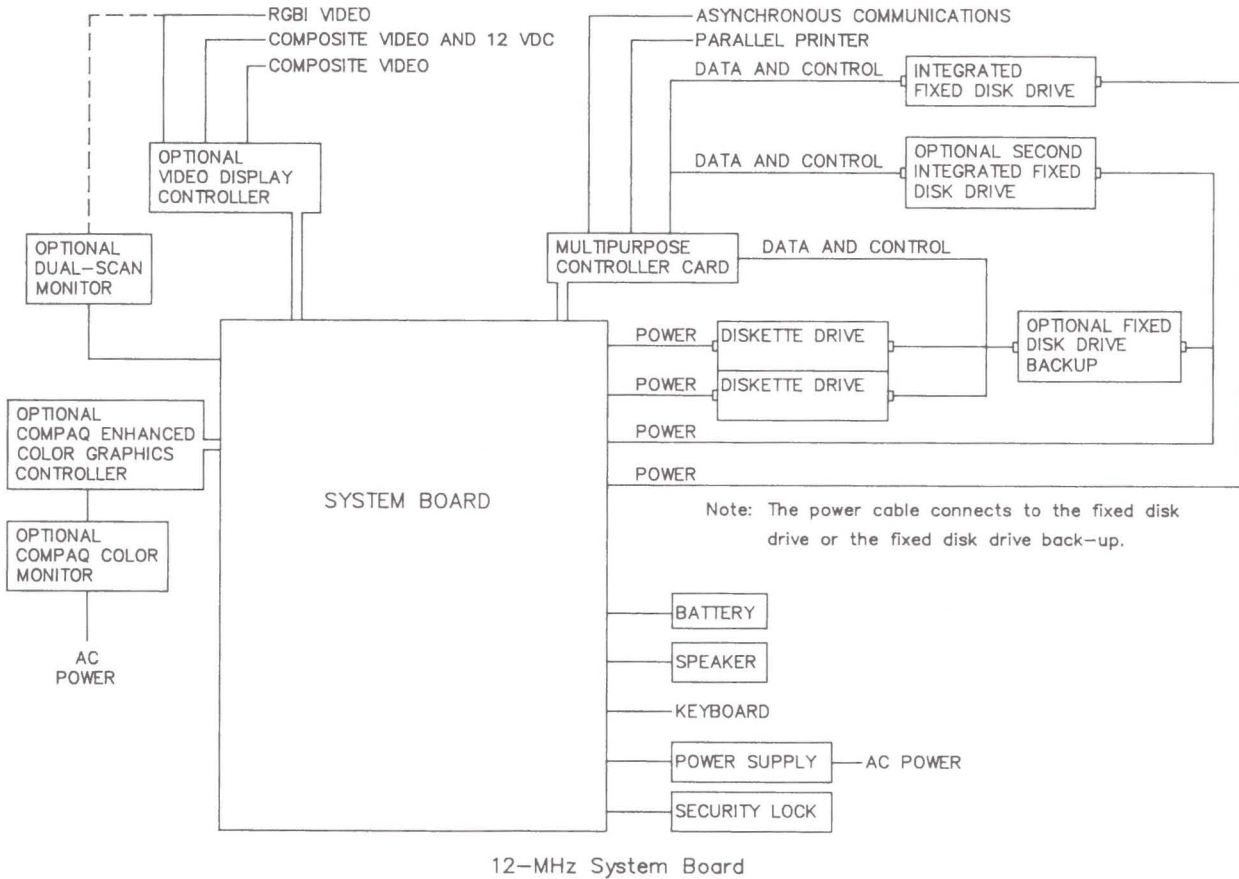 RGBI VIDEO
COMPOSITE VIDEO AND 12 VDC
COMPOSITE VIDEO
OPTIONAL
VIDEO DISPLAY
CONTROLLER
OPTIONAL
DUAL-SCAN
MONITOR
ASYNCHRONOUS COMMUNICATIONS
PARALLEL PRINTER
DATA AND CONTROL
INTEGRATED
FIXED DISK DRIVE
DATA AND CONTROL
OPTIONAL SECOND
INTEGRATED FIXED
DISK DRIVE
MULTIPURPOSE
CONTROLLER CARD
DATA AND CONTROL
POWER
DISKETTE DRIVE
OPTIONAL FIXED
DISK DRIVE
BACKUP
POWER
DISKETTE DRIVE
POWER
POWER
OPTIONAL
COMPAQ ENHANCED
COLOR GRAPHICS
CONTROLLER
OPTIONAL
COMPAQ COLOR
MONITOR
AC
POWER
SYSTEM BOARD
Note: The power cable connects to the fixed disk
drive or the fixed disk drive back-up.
BATTERY
SPEAKER
KEYBOARD
POWER SUPPLY
AC POWER
SECURITY LOCK
12-MHz System Board